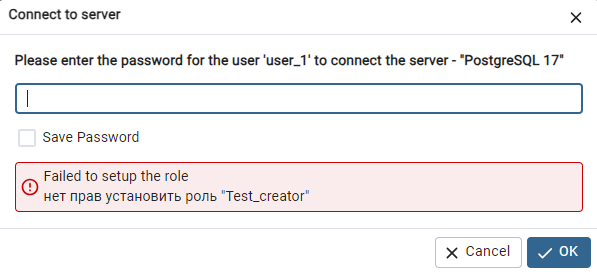 Connect to server
Please enter the password for the user 'user_1' to connect the server - "PostgreSQL 17"
Save Password
Failed to setup the role
нет прав установить роль "Test_creator"
Cancel
OK